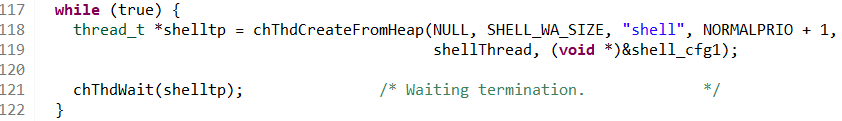 117 while (true) {
118 thread_t *shelltp = chThdCreateFromHeap(NULL, SHELL_WA_SIZE, "shell", NORMALPRIO + 1,
119 shellThread, (void *)&shell_cfg1);
120
121 chThdWait(shelltp); /* Waiting termination. */
122 }